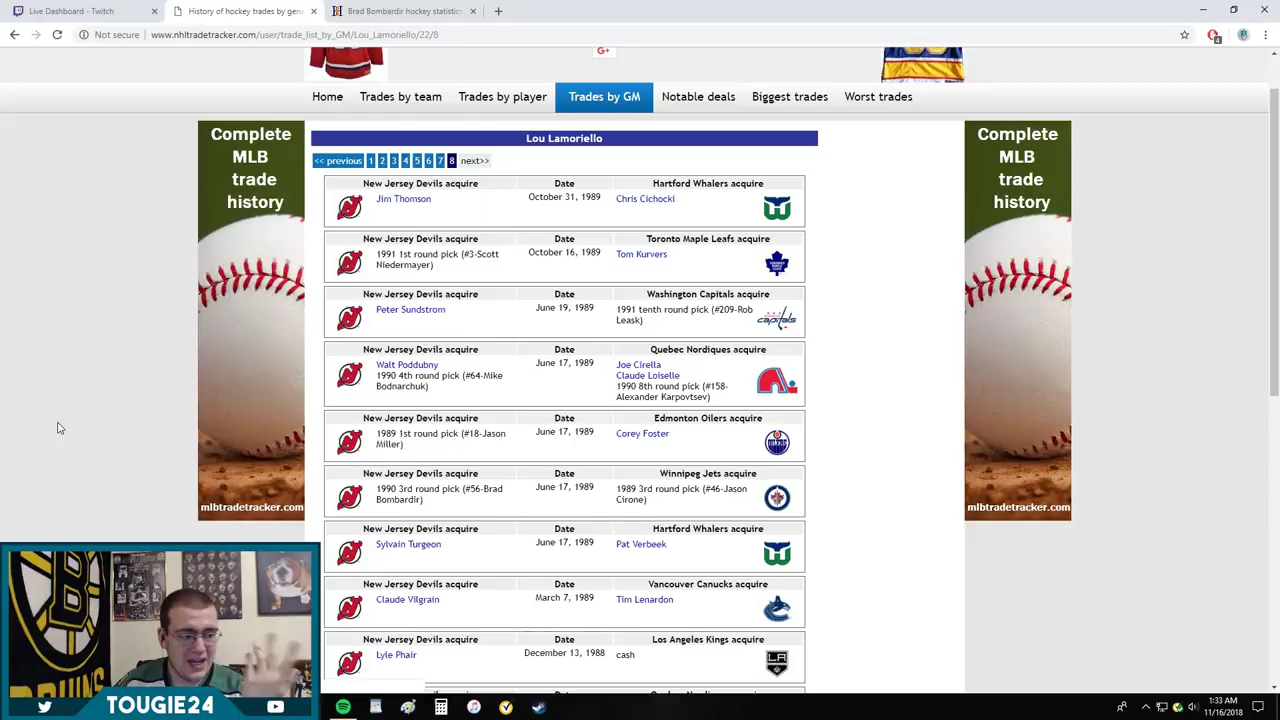 Live Dashboard - Twitch
History of hockey trades by gene
Brad Bombardir hockey statistics
Not secure
www.nhltradetracker.com/user/trade_list_by_GM/Lou_Lamoriello/22/8
G+
Home
Trades by team
Trades by player
Trades by GM
Notable deals
Biggest trades
Worst trades
Complete
MLB
trade
history
mlbtradetracker.com
Complete
MLB
trade
history
mlbtradetracker.com
Lou Lamoriello
<< previous 1 2 3 4 5 6 7 8 next>>
New Jersey Devils acquire Date Hartford Whalers acquire
Jim Thomson October 31, 1989 Chris Cichocki
New Jersey Devils acquire Date Toronto Maple Leafs acquire
1991 1st round pick (#3-Scott October 16, 1989 Tom Kurvers
Niedermayer)
New Jersey Devils acquire Date Washington Capitals acquire
Peter Sundstrom June 19, 1989 1991 tenth round pick (#209-Rob
Leask)
capitals
New Jersey Devils acquire Date Quebec Nordiques acquire
Walt Poddubny June 17, 1989 Joe Cirella
1990 4th round pick (#64-Mike Claude Loiselle
Bodnarchuk) 1990 8th round pick (#158-
Alexander Karpovtsev)
New Jersey Devils acquire Date Edmonton Oilers acquire
1989 1st round pick (#18-Jason June 17, 1989 Corey Foster
Miller)
OILERS
New Jersey Devils acquire Date Winnipeg Jets acquire
1990 3rd round pick (#56-Brad June 17, 1989 1989 3rd round pick (#46-Jason
Bombardir) Cirone)
New Jersey Devils acquire Date Hartford Whalers acquire
Sylvain Turgeon June 17, 1989 Pat Verbeek
New Jersey Devils acquire Date Vancouver Canucks acquire
Claude Vilgrain March 7, 1989 Tim Lenardon
New Jersey Devils acquire Date Los Angeles Kings acquire
Lyle Phair December 13, 1988 cash
LA
B
BRUINS
TOUGIE24
1:33 AM
11/16/2018